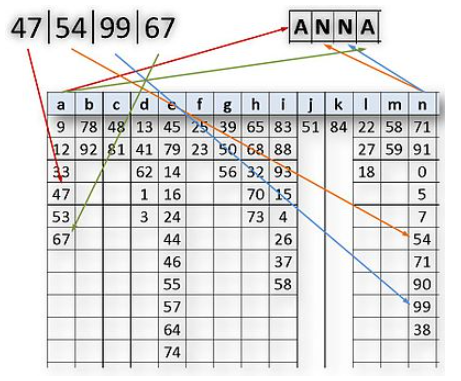 47|54|99|67 ANNA
a b c d e f g h i j k l m n
9 78 48 13 45 25 39 65 83 51 84 22 58 71
12 92 81 41 79 23 50 68 88 27 59 91
33 62 14 56 32 93 18 0
47 1 16 70 15 5
53 3 24 73 4 7
67 44 26 54
46 37 71
55 58 90
57 99
64 38
74